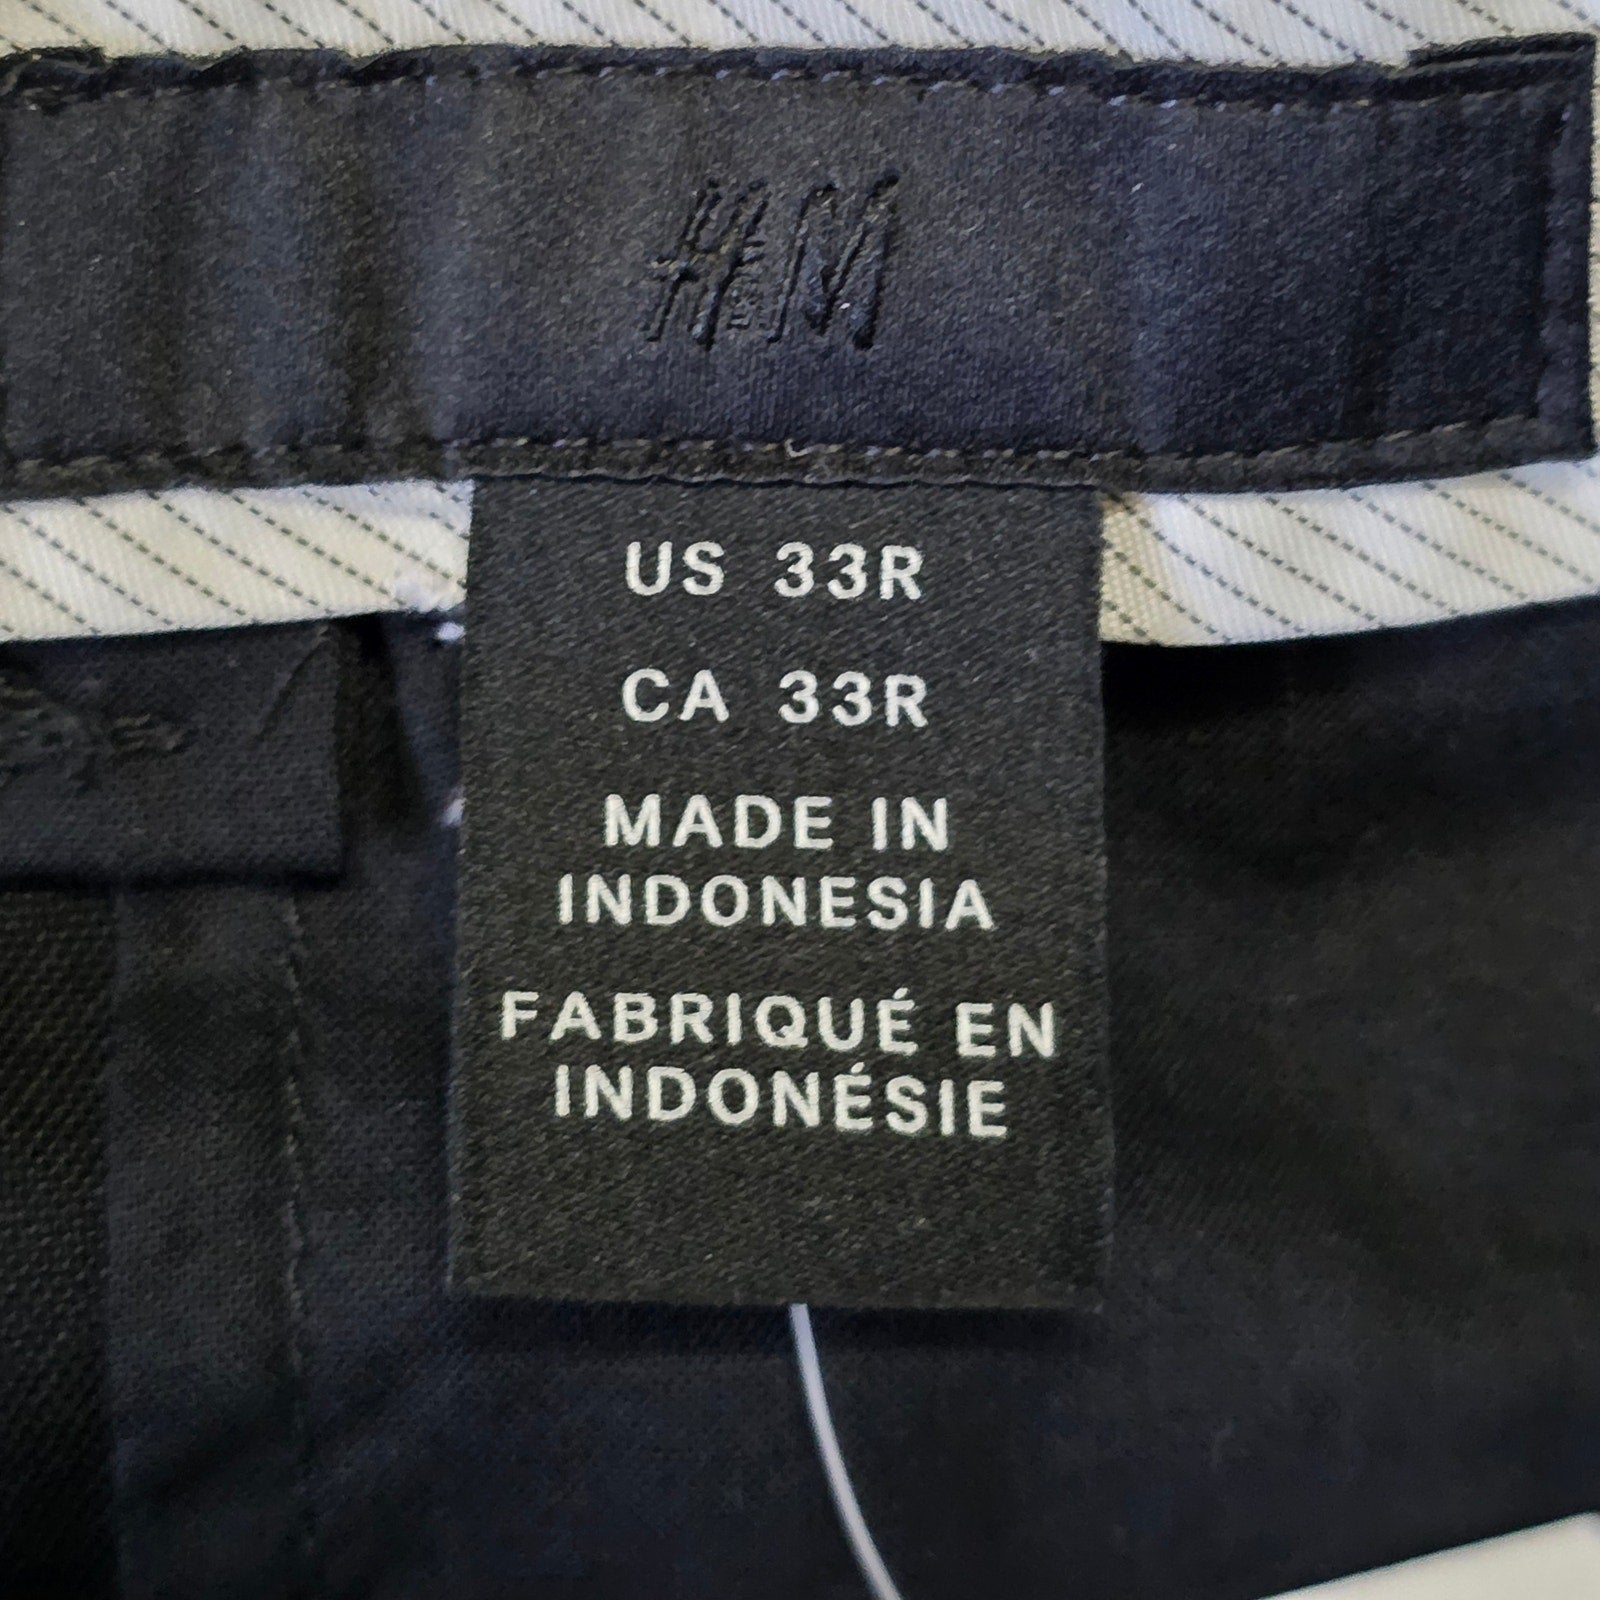 H&M
US 33R
CA 33R
MADE IN
INDONESIA
FABRIQUÉ EN
INDONÉSIE